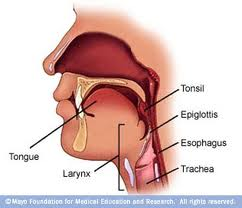 Tonsil
Epiglottis
Esophagus
Trachea
Tongue
Larynx
© Mayo Foundation for Medical Education and Research. All rights reserved.